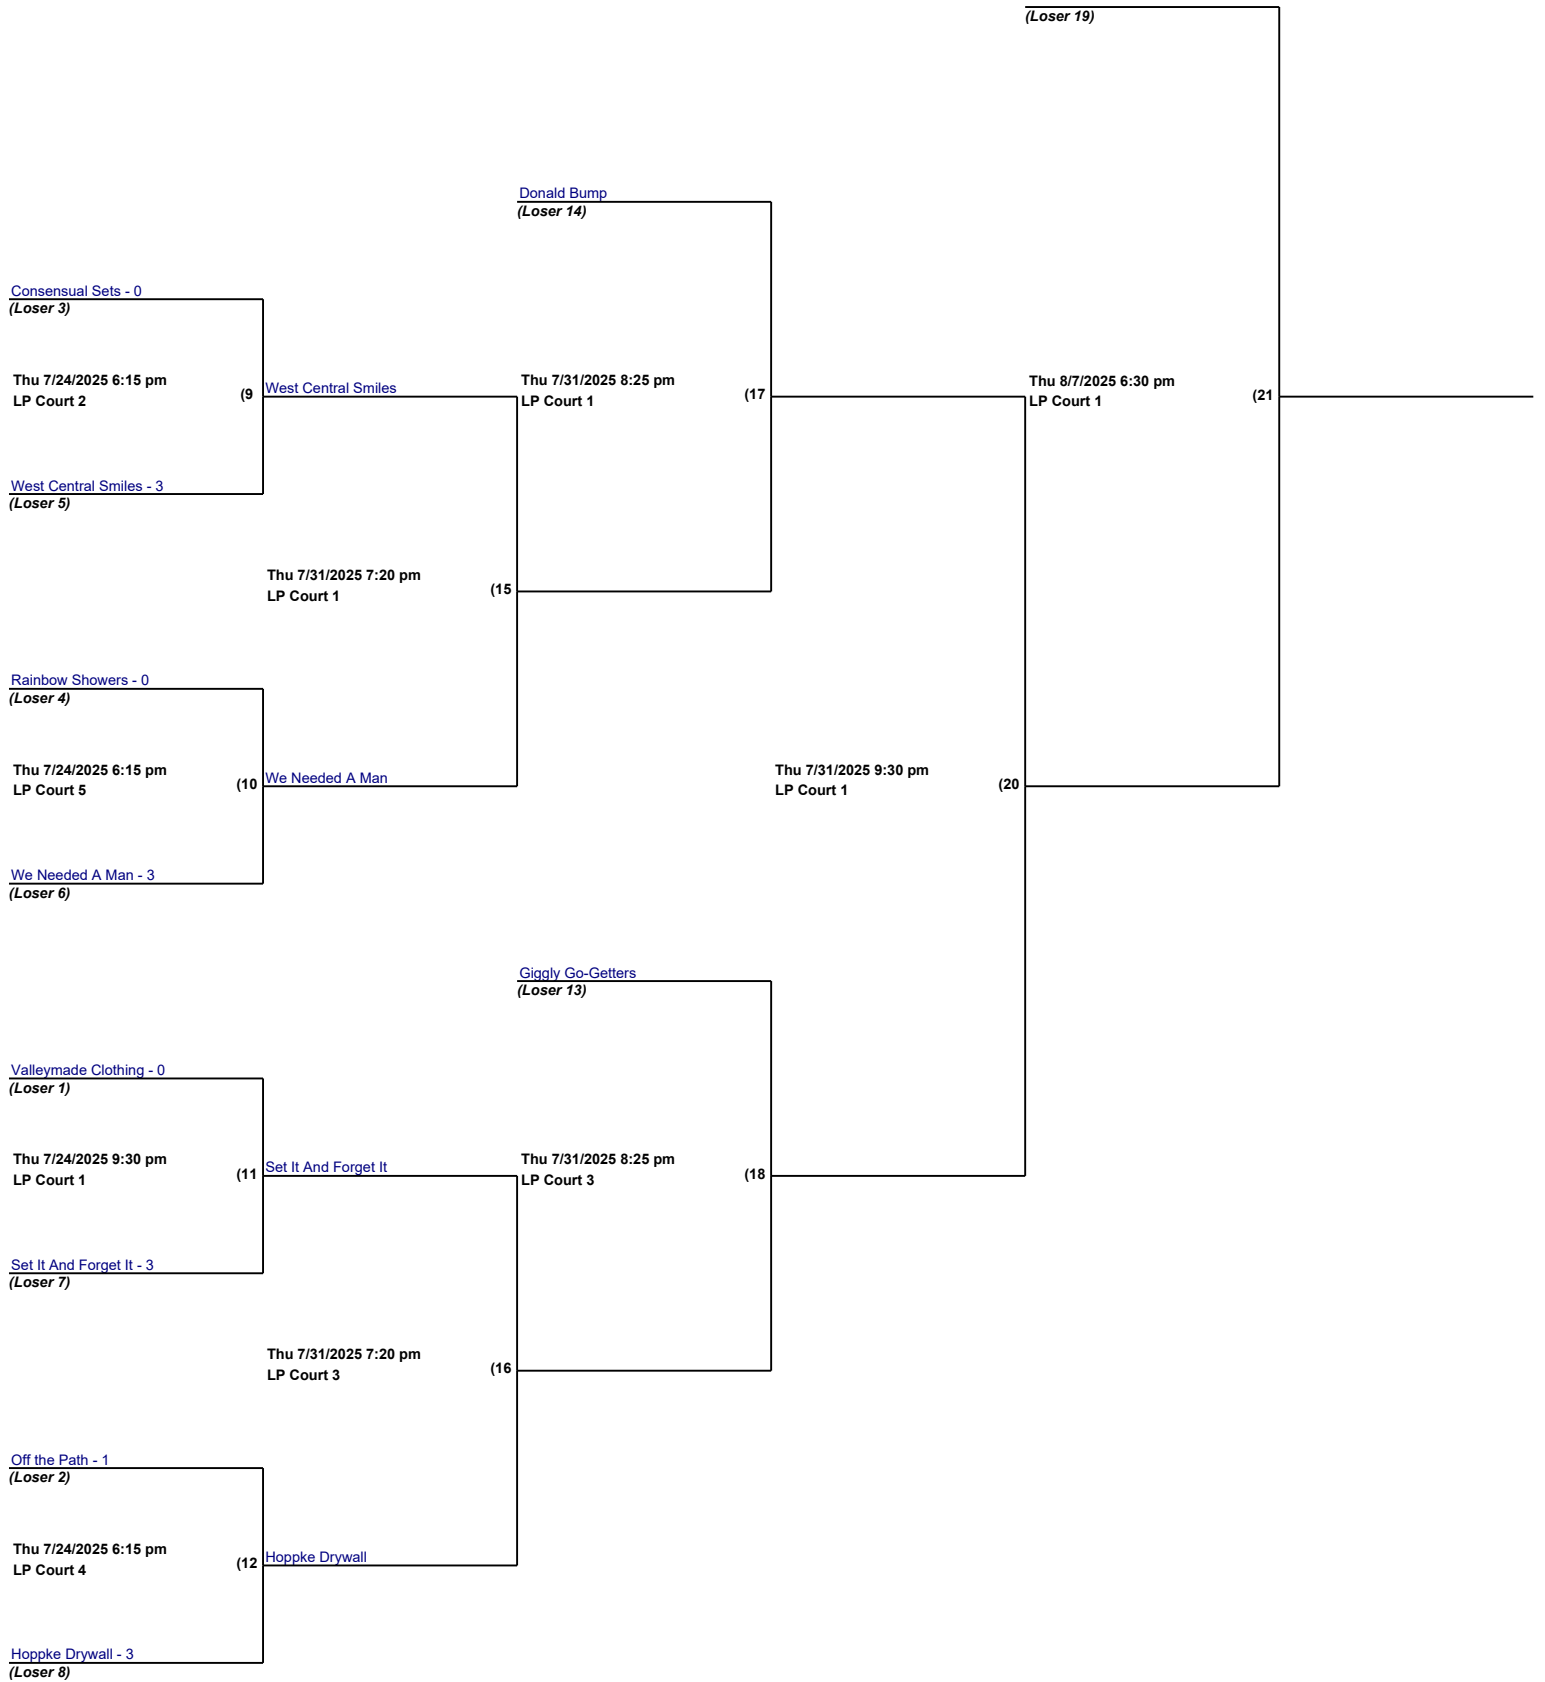 (Loser 19)
Donald Bump
(Loser 14)
Consensual Sets - 0
(Loser 3)
Thu 7/24/2025 6:15 pm
LP Court 2
(9
West Central Smiles
Thu 7/31/2025 8:25 pm
LP Court 1
(17
Thu 8/7/2025 6:30 pm
LP Court 1
(21
West Central Smiles - 3
(Loser 5)
Thu 7/31/2025 7:20 pm
LP Court 1
(15
Rainbow Showers - 0
(Loser 4)
Thu 7/24/2025 6:15 pm
LP Court 5
(10
We Needed A Man
Thu 7/31/2025 9:30 pm
LP Court 1
(20
We Needed A Man - 3
(Loser 6)
Giggly Go-Getters
(Loser 13)
Valleymade Clothing - 0
(Loser 1)
Thu 7/24/2025 9:30 pm
LP Court 1
(11
Set It And Forget It
Thu 7/31/2025 8:25 pm
LP Court 3
(18
Set It And Forget It - 3
(Loser 7)
Thu 7/31/2025 7:20 pm
LP Court 3
(16
Off the Path - 1
(Loser 2)
Thu 7/24/2025 6:15 pm
LP Court 4
(12
Hoppke Drywall
Hoppke Drywall - 3
(Loser 8)